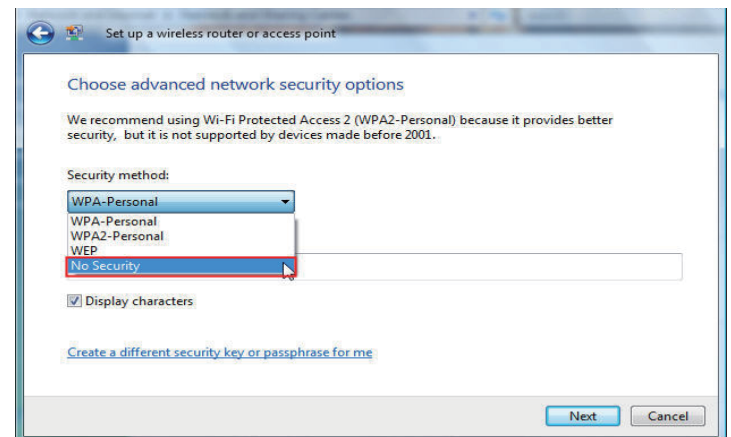 Set up a wireless router or access point
Choose advanced network security options
We recommend using Wi-Fi Protected Access 2 (WPA2-Personal) because it provides better
security, but it is not supported by devices made before 2001.
Security method:
WPA-Personal
WPA-Personal
WPA2-Personal
WEP
No Security
Display characters
Create a different security key or passphrase for me
Next
Cancel